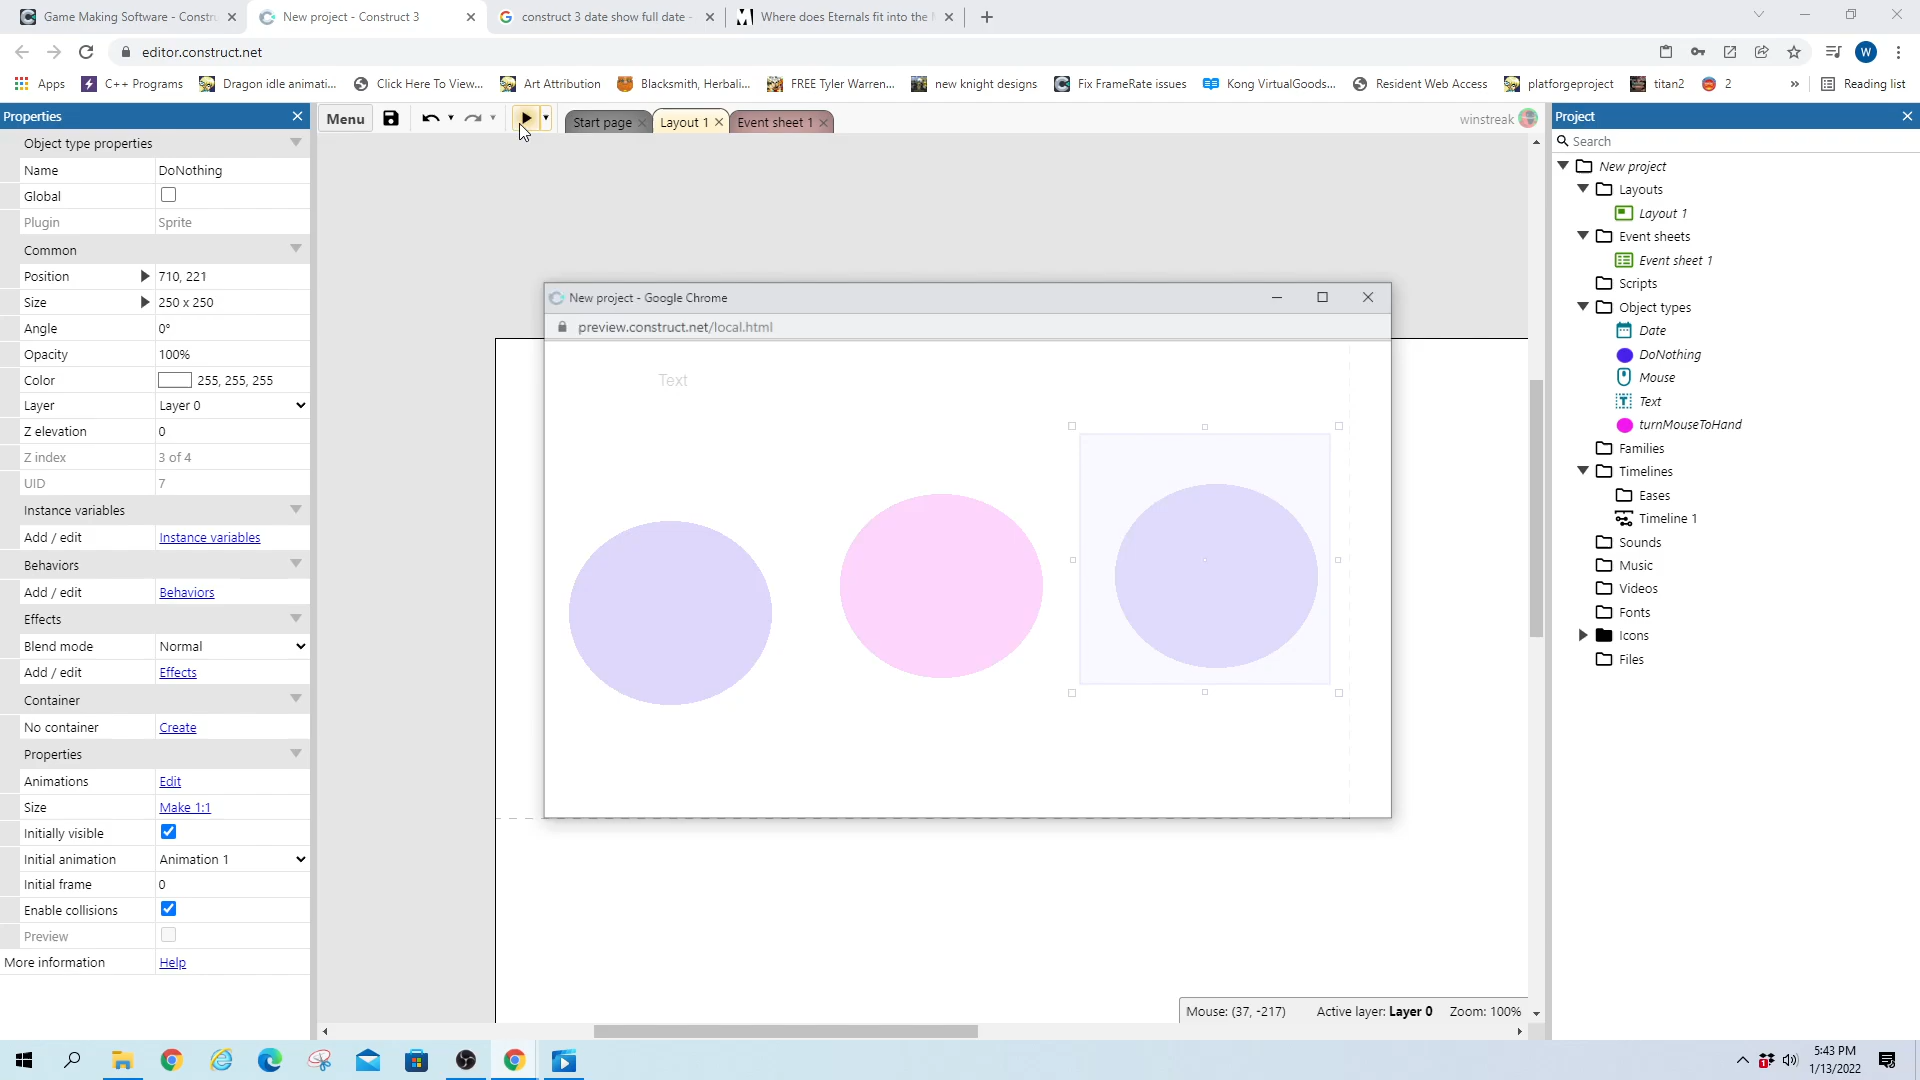 Game Making Software - Constru
New project - Construct 3
construct 3 date show full date -
Where does Eternals fit into the
editor.construct.net
W
Apps
C++ Programs
Dragon idle animati...
Click Here To View...
Art Attribution
Blacksmith, Herbali...
FREE Tyler Warren...
new knight designs
Fix FrameRate issues
Kong VirtualGoods...
Resident Web Access
platforgeproject
titan2
2
»
Reading list
Properties
Menu
Start page
Layout 1
Event sheet 1
winstreak
Project
Object type properties
Name DoNothing
Global
Plugin Sprite
Common
Position 710, 221
Size 250 x 250
Angle 0°
Opacity 100%
Color 255, 255, 255
Layer Layer 0
Z elevation 0
Z index 3 of 4
UID 7
Instance variables
Add / edit Instance variables
Behaviors
Add / edit Behaviors
Effects
Blend mode Normal
Add / edit Effects
Container
No container Create
Properties
Animations Edit
Size Make 1:1
Initially visible
Initial animation Animation 1
Initial frame 0
Enable collisions
Preview
More information Help
New project - Google Chrome
preview.construct.net/local.html
Text
Mouse: (37, -217) Active layer: Layer 0 Zoom: 100%
Search
New project
Layouts
Layout 1
Event sheets
Event sheet 1
Scripts
Object types
Date
DoNothing
Mouse
Text
turnMouseToHand
Families
Timelines
Eases
Timeline 1
Sounds
Music
Videos
Fonts
Icons
Files
5:43 PM
1/13/2022